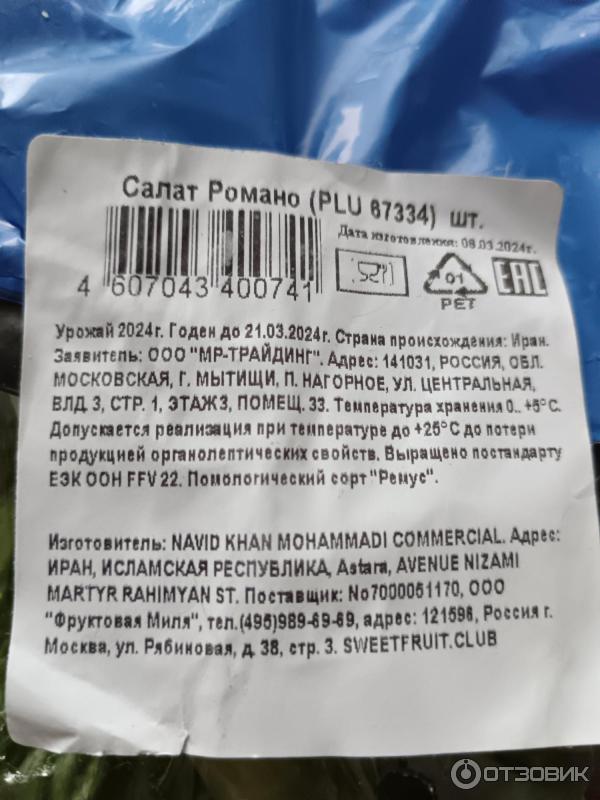 Салат Романо (PLU 67334) шт.
Дата изготовления: 08.03.2024г.
4 607043 400741
01
PET
EAC
Урожай 2024г. Годен до 21.03.2024г. Страна происхождения: Иран.
Заявитель: ООО "МР-ТРАЙДИНГ". Адрес: 141031, РОССИЯ, ОБЛ.
МОСКОВСКАЯ, Г. МЫТИЩИ, П. НАГОРНОЕ, УЛ. ЦЕНТРАЛЬНАЯ,
ВЛД. 3, СТР. 1, ЭТАЖ 3, ПОМЕЩ. 33. Температура хранения 0.. +5°C.
Допускается реализация при температуре до +25°C до потери
продукцией органолептических свойств. Выращено постандарту
ЕЭК ООН FFV 22. Помологический сорт "Ремус".
Изготовитель: NAVID KHAN MOHAMMADI COMMERCIAL. Адрес:
ИРАН, ИСЛАМСКАЯ РЕСПУБЛИКА, Astara, AVENUE NIZAMI
MARTYR RAHIMYAN ST. Поставщик: No7000051170, ООО
"Фруктовая Миля", тел.(495)989-69-69, адрес: 121596, Россия г.
Москва, ул. Рябиновая, д. 38, стр. 3. SWEETFRUIT.CLUB
ОТЗОВИК